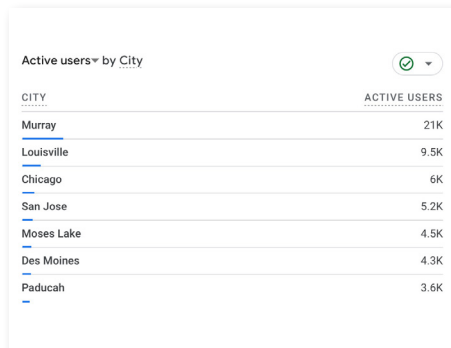 Active users by City
CITY ACTIVE USERS
Murray 21K
Louisville 9.5K
Chicago 6K
San Jose 5.2K
Moses Lake 4.5K
Des Moines 4.3K
Paducah 3.6K